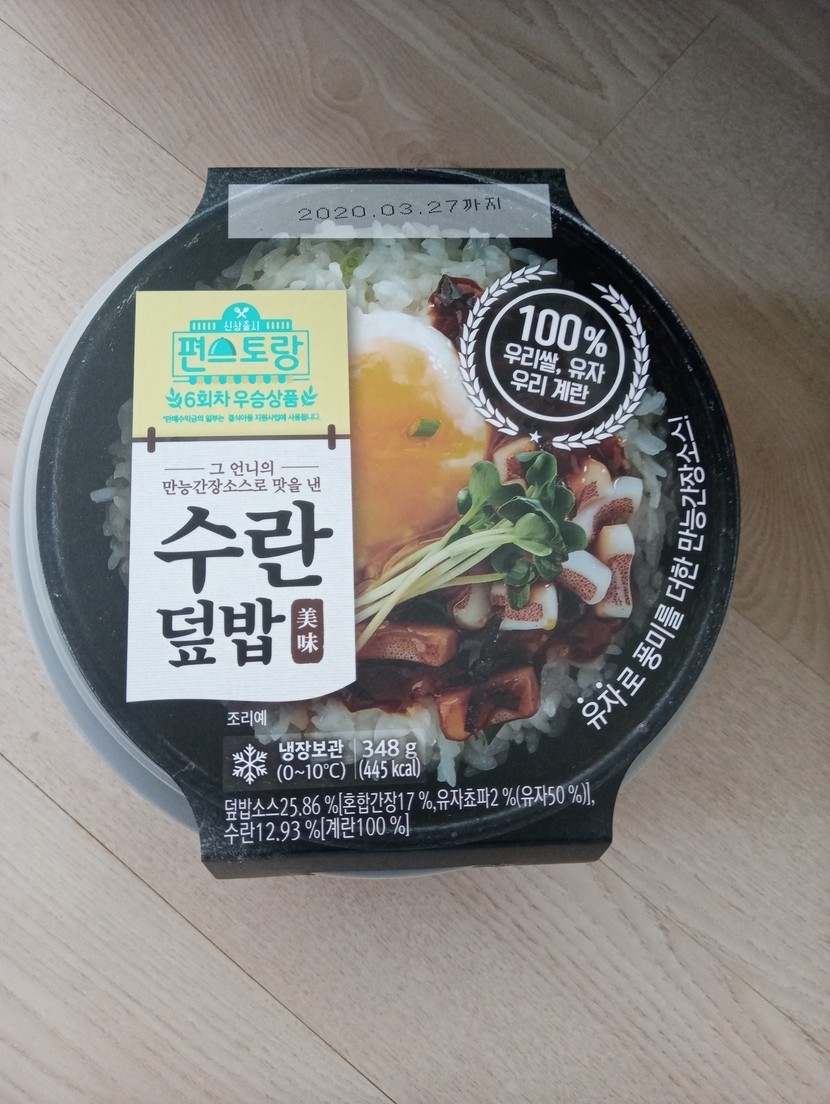 2020.03.27까지
신상출시
편스토랑
6회차 우승상품
*판매수익금의 일부는 결식아동 지원사업에 사용됩니다.
100%
우리쌀, 유자
우리 계란
그 언니의
만능간장소스로 맛을 낸
수란
덮밥 美味
유자로 풍미를 더한 만능간장소스!
조리예
냉장보관 348 g
(0~10℃) (445 kcal)
덮밥소스25.86 %[혼합간장17 %,유자쵸파2 %(유자50 %)],
수란12.93 %[계란100 %]